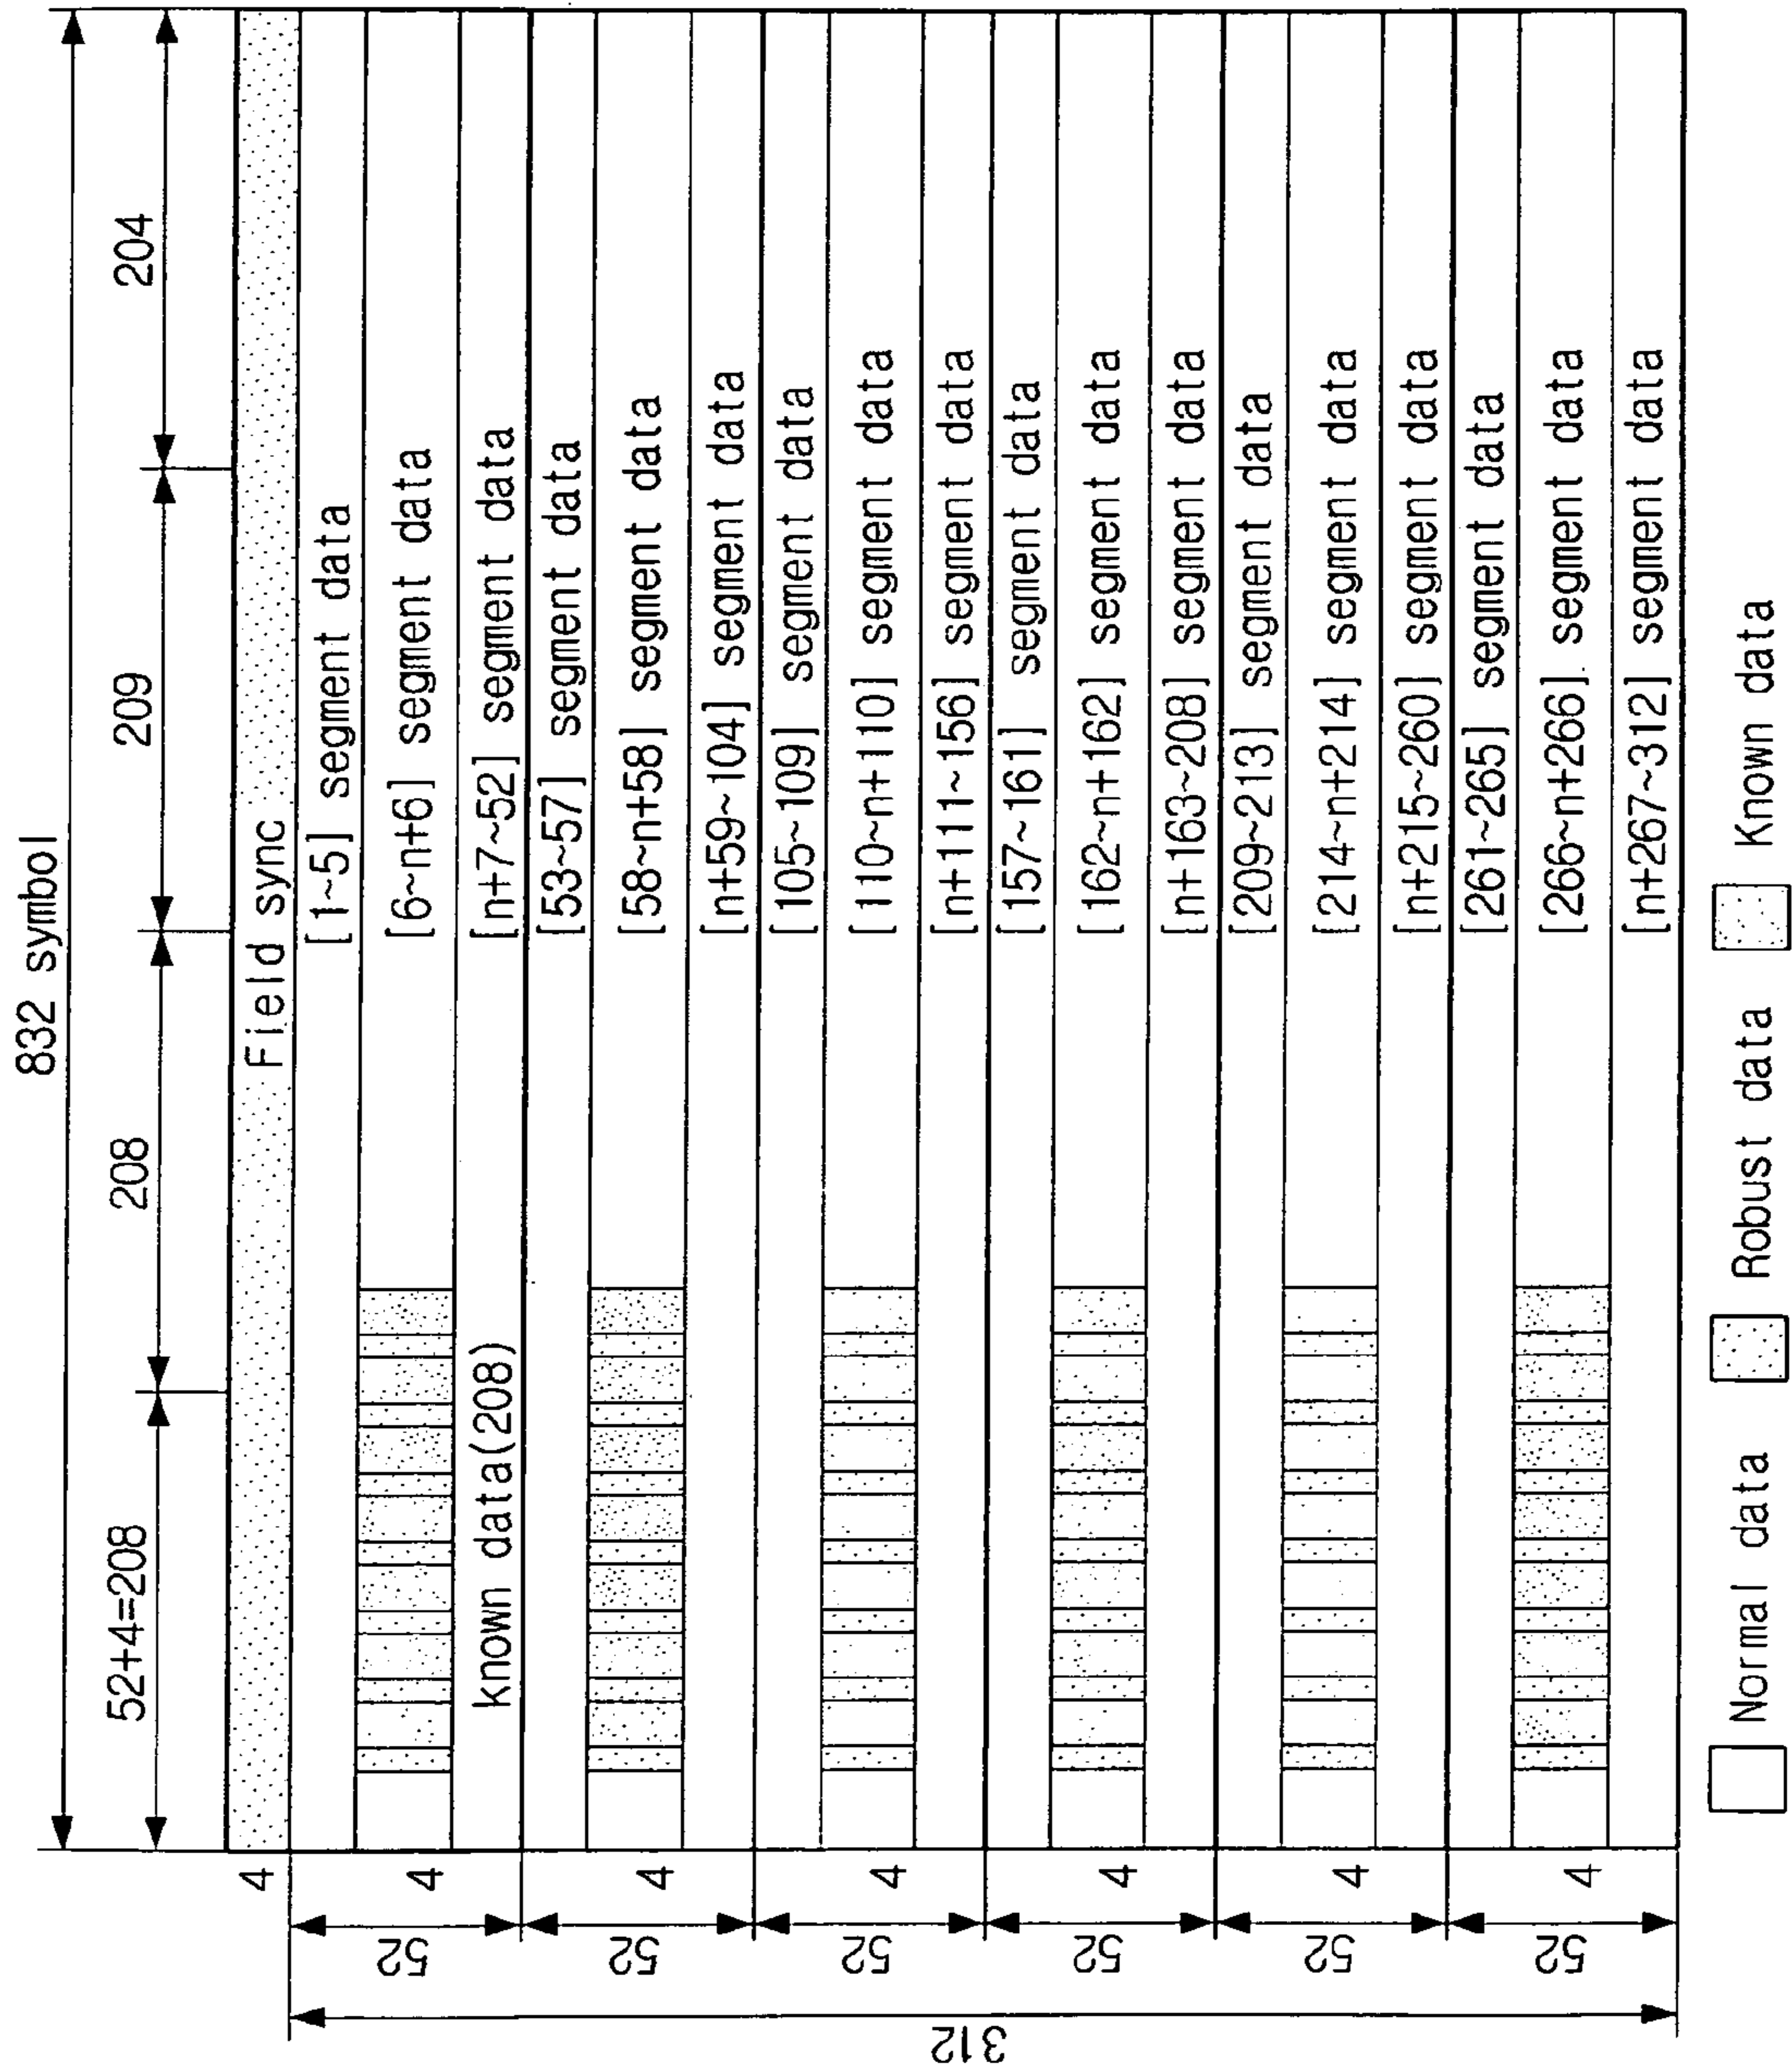 832 symbol
52+4=208
208
209
204
4
Field sync
[1~5] segment data
4
[6~n+6] segment data
52
known data(208)
[n+7~52] segment data
[53~57] segment data
4
[58~n+58] segment data
52
[n+59~104] segment data
[105~109] segment data
4
[110~n+110] segment data
52
[n+111~156] segment data
[157~161] segment data
4
[162~n+162] segment data
52
[n+163~208] segment data
[209~213] segment data
4
[214~n+214] segment data
52
[n+215~260] segment data
[261~265] segment data
4
[266~n+266] segment data
52
[n+267~312] segment data
312
Normal data
Robust data
Known data